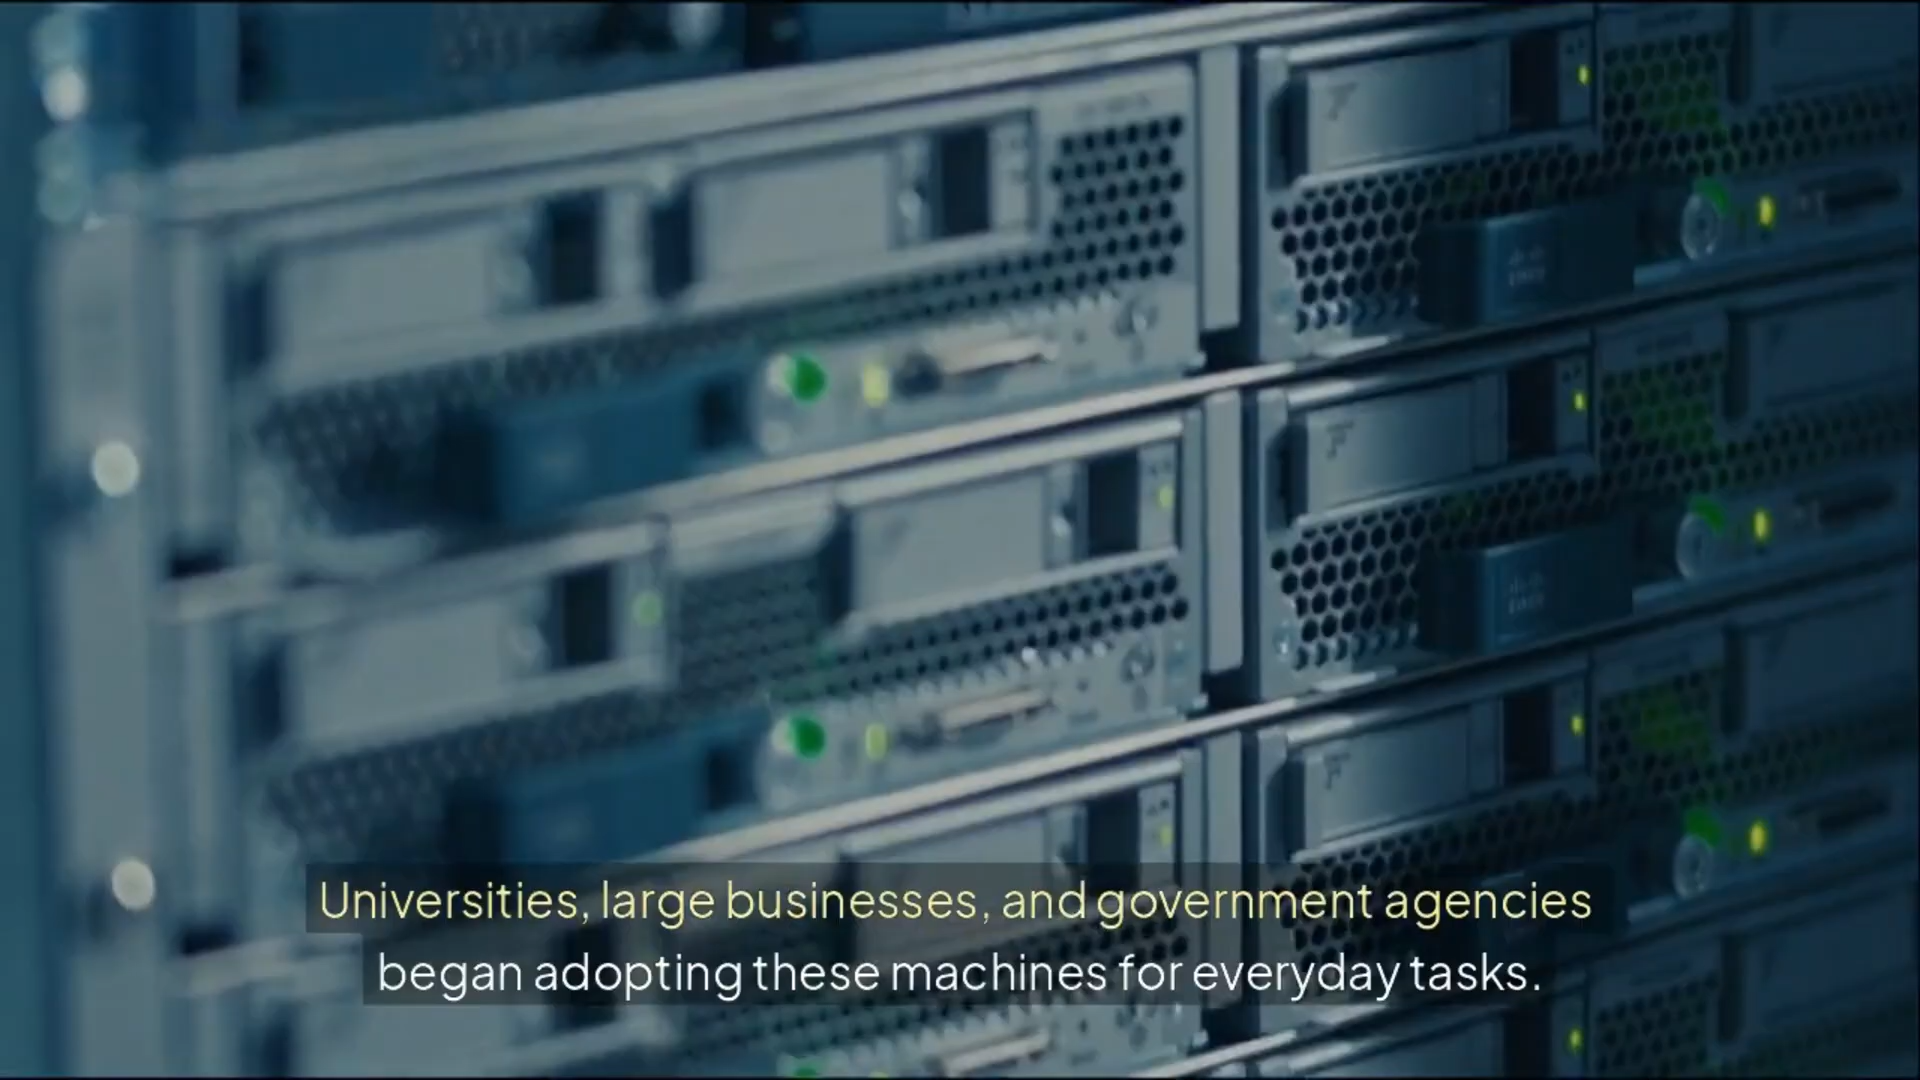 Universities, large businesses, and government agencies
began adopting these machines for everyday tasks.